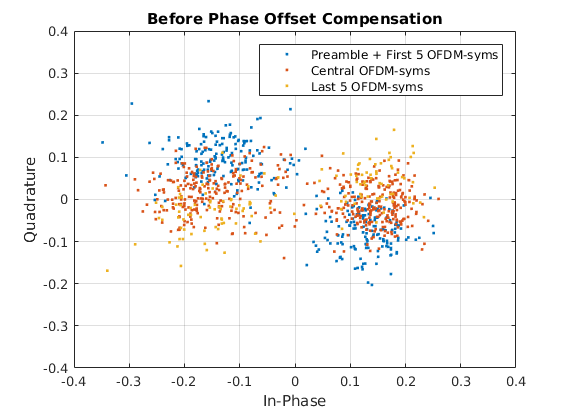 Before Phase Offset Compensation
Preamble + First 5 OFDM-syms
Central OFDM-syms
Last 5 OFDM-syms
0.4
0.3
0.2
0.1
0
-0.1
-0.2
-0.3
-0.4
Quadrature
-0.4 -0.3 -0.2 -0.1 0 0.1 0.2 0.3 0.4
In-Phase